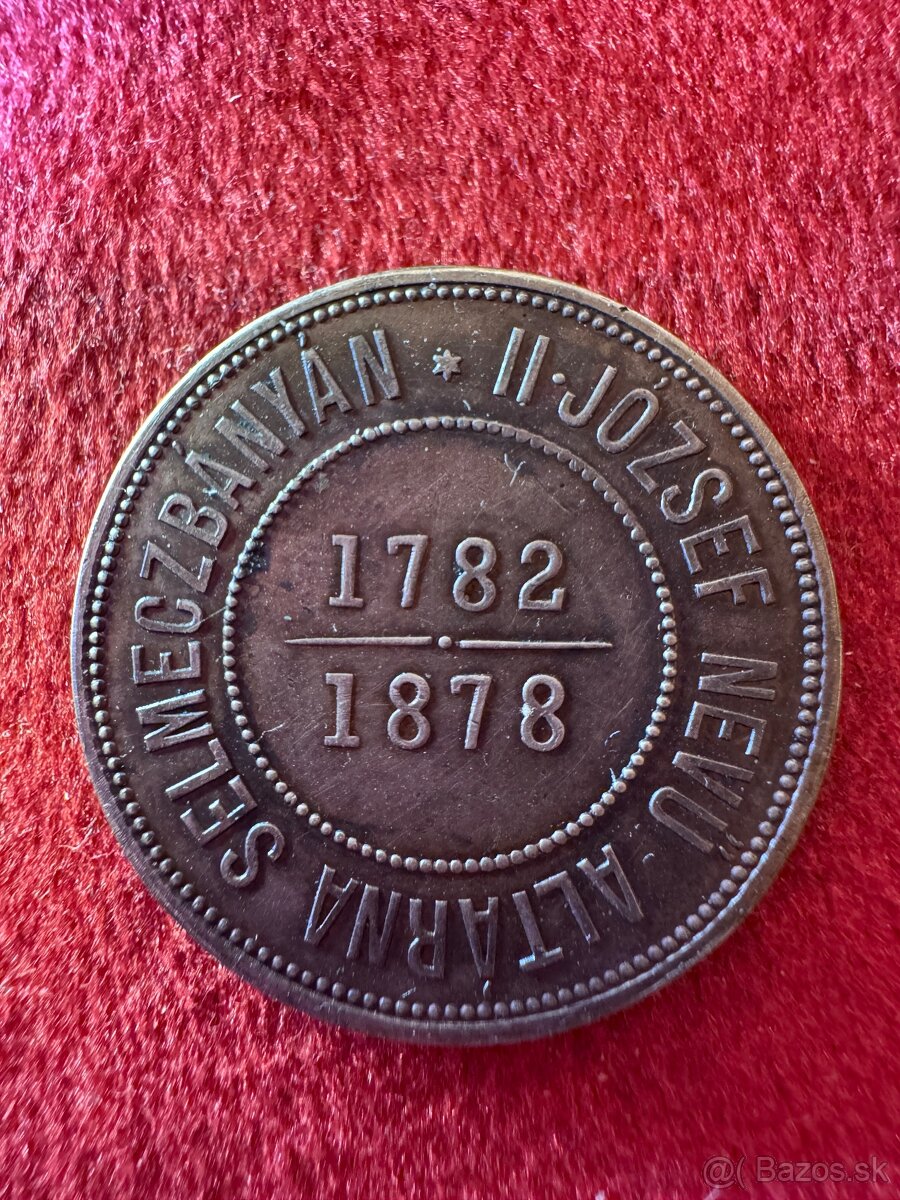 II·JÓZSEF NEVŰ ALTÁRNA SELMECZBÁNYÁN *
1782
1878
@( Bazos.sk